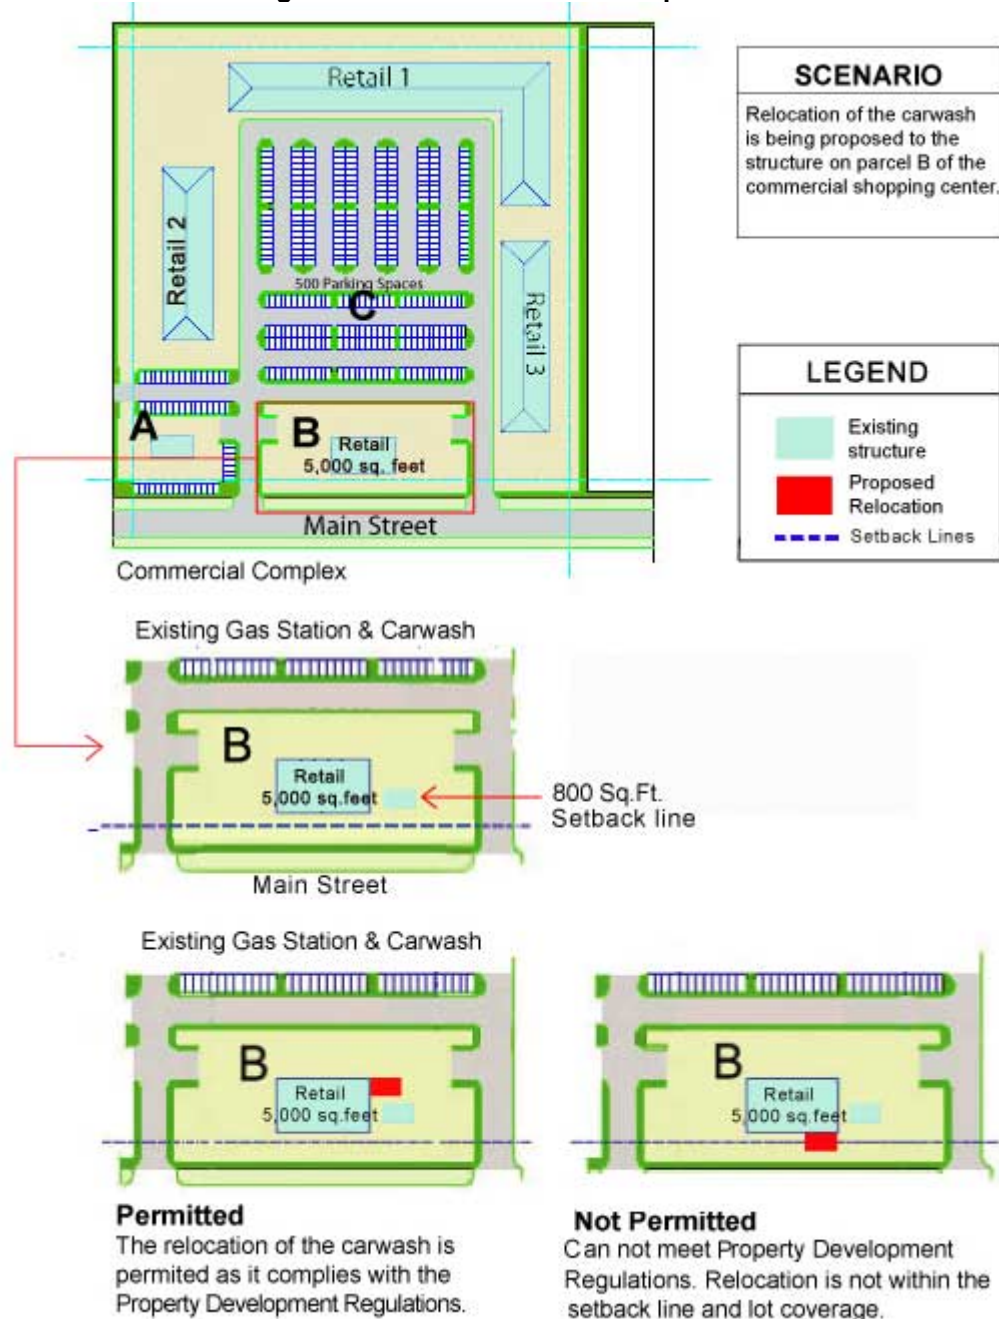 SCENARIO
Relocation of the carwash
is being proposed to the
structure on parcel B of the
commercial shopping center.
Retail 1
Retail 2
500 Parking Spaces
C
Retail 3
A
B
Retail
5,000 sq. feet
Main Street
Commercial Complex
LEGEND
Existing
structure
Proposed
Relocation
Setback Lines
Existing Gas Station & Carwash
B
Retail
5,000 sq.feet
800 Sq.Ft.
Setback line
Main Street
Existing Gas Station & Carwash
B
Retail
5,000 sq.feet
B
Retail
5,000 sq.feet
Permitted
The relocation of the carwash is
permited as it complies with the
Property Development Regulations.
Not Permitted
Can not meet Property Development
Regulations. Relocation is not within the
setback line and lot coverage.